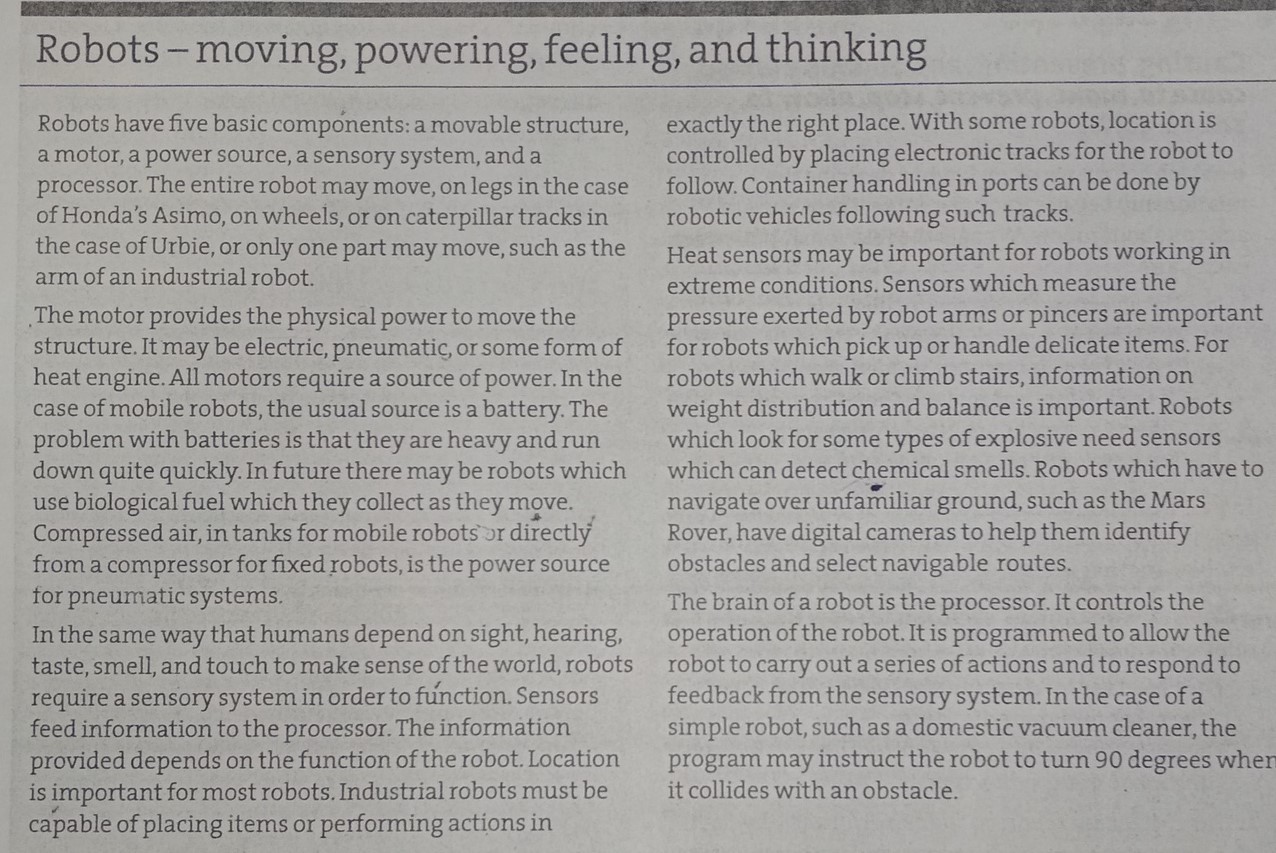 Robots – moving, powering, feeling, and thinking
Robots have five basic components: a movable structure,
a motor, a power source, a sensory system, and a
processor. The entire robot may move, on legs in the case
of Honda's Asimo, on wheels, or on caterpillar tracks in
the case of Urbie, or only one part may move, such as the
arm of an industrial robot.
The motor provides the physical power to move the
structure. It may be electric, pneumatic, or some form of
heat engine. All motors require a source of power. In the
case of mobile robots, the usual source is a battery. The
problem with batteries is that they are heavy and run
down quite quickly. In future there may be robots which
use biological fuel which they collect as they move.
Compressed air, in tanks for mobile robots or directly
from a compressor for fixed robots, is the power source
for pneumatic systems.
In the same way that humans depend on sight, hearing,
taste, smell, and touch to make sense of the world, robots
require a sensory system in order to function. Sensors
feed information to the processor. The information
provided depends on the function of the robot. Location
is important for most robots. Industrial robots must be
capable of placing items or performing actions in
exactly the right place. With some robots, location is
controlled by placing electronic tracks for the robot to
follow. Container handling in ports can be done by
robotic vehicles following such tracks.
Heat sensors may be important for robots working in
extreme conditions. Sensors which measure the
pressure exerted by robot arms or pincers are important
for robots which pick up or handle delicate items. For
robots which walk or climb stairs, information on
weight distribution and balance is important. Robots
which look for some types of explosive need sensors
which can detect chemical smells. Robots which have to
navigate over unfamiliar ground, such as the Mars
Rover, have digital cameras to help them identify
obstacles and select navigable routes.
The brain of a robot is the processor. It controls the
operation of the robot. It is programmed to allow the
robot to carry out a series of actions and to respond to
feedback from the sensory system. In the case of a
simple robot, such as a domestic vacuum cleaner, the
program may instruct the robot to turn 90 degrees when
it collides with an obstacle.